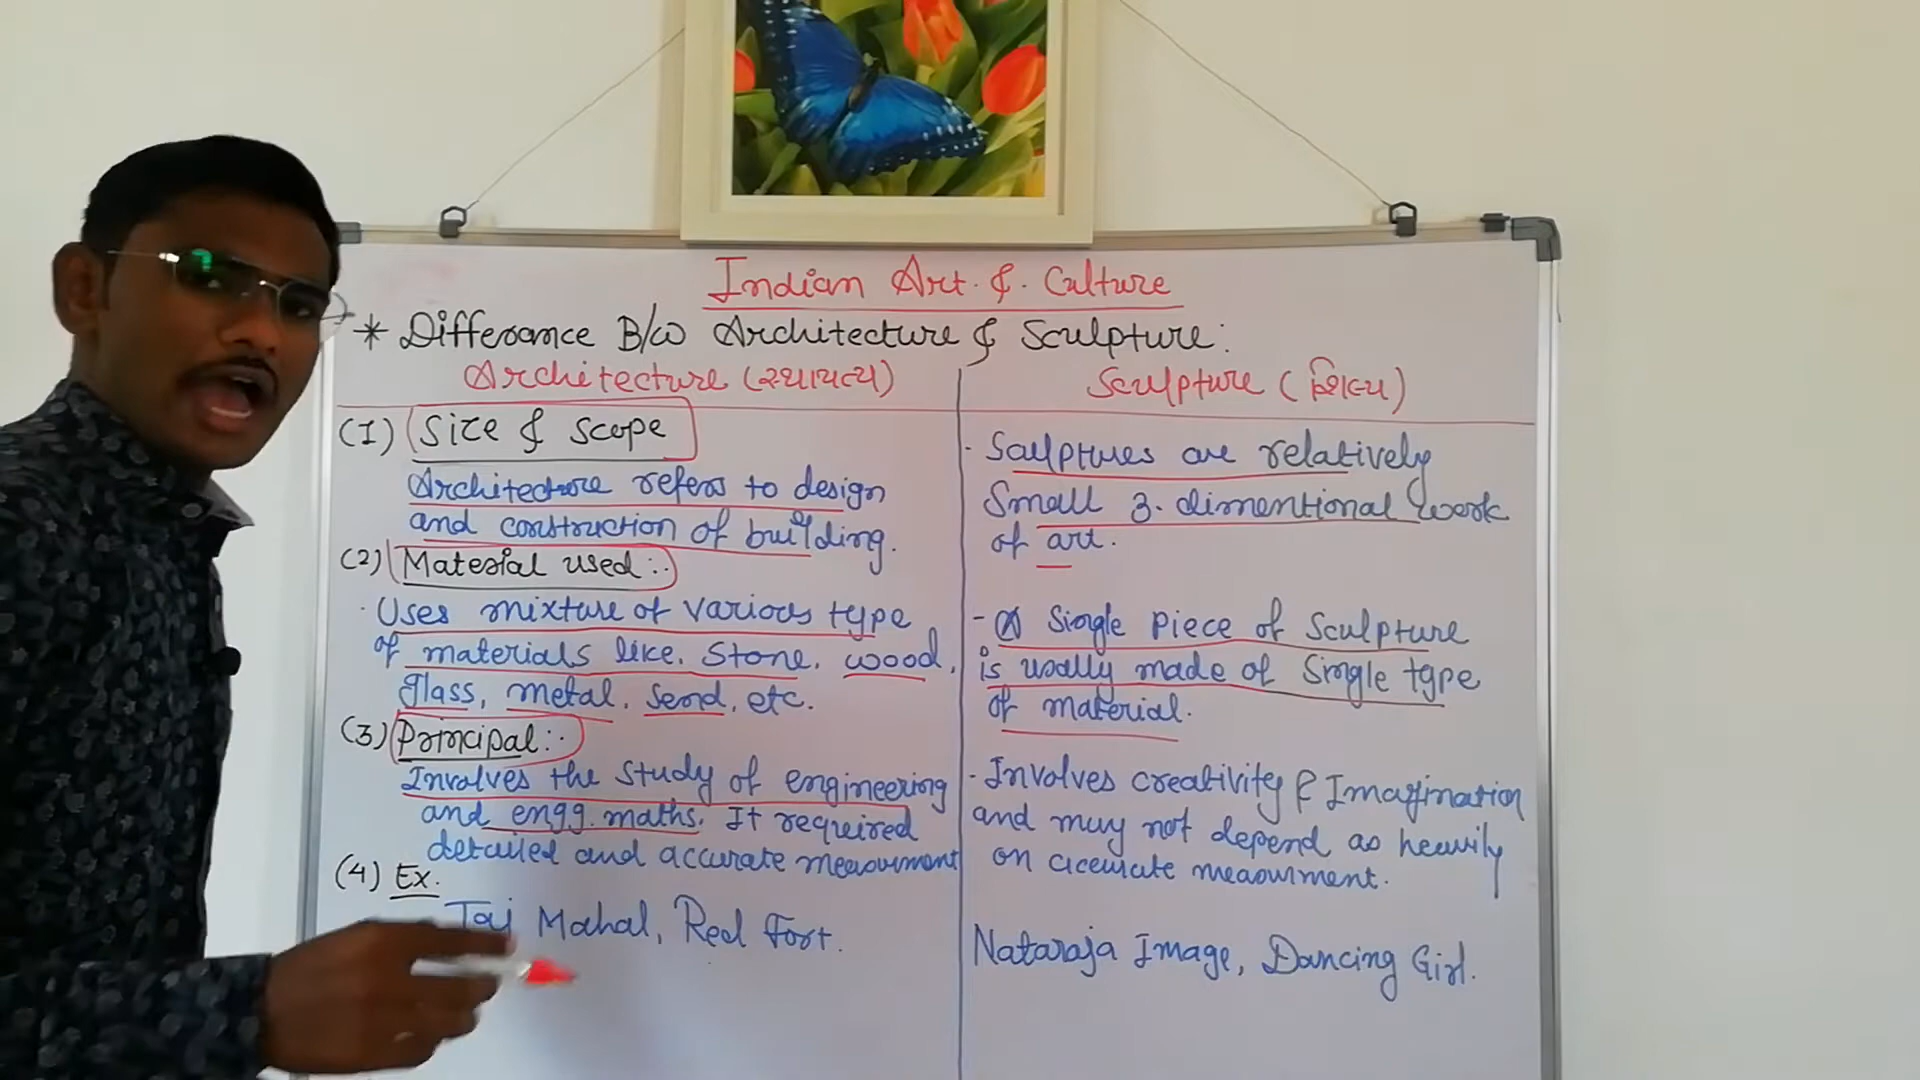 Indian Art. &. Culture
* Differance B/w Architecture & Sculpture:
Architecture (સ્થાપત્ય)
Sculpture (શિલ્પ)
(1) Size & scope
Architecture refers to design
and construction of building.
- Sculptures are relatively
Small 3. dimentional work
of art.
(2) Material used:-
- Uses mixture of various type
of materials like. Stone. wood,
glass, metal, Send, etc.
- A Single Piece of Sculpture
is usally made of Single type
of material.
(3) Principal:-
Involves the study of engineering
and engg. maths. It required
detailed and accurate measurment
- Involves creativity & Imagination
and may not depend as heavily
on accurate measurment.
(4) Ex.
Taj Mahal, Red Fort.
Nataraja Image, Dancing Girl.